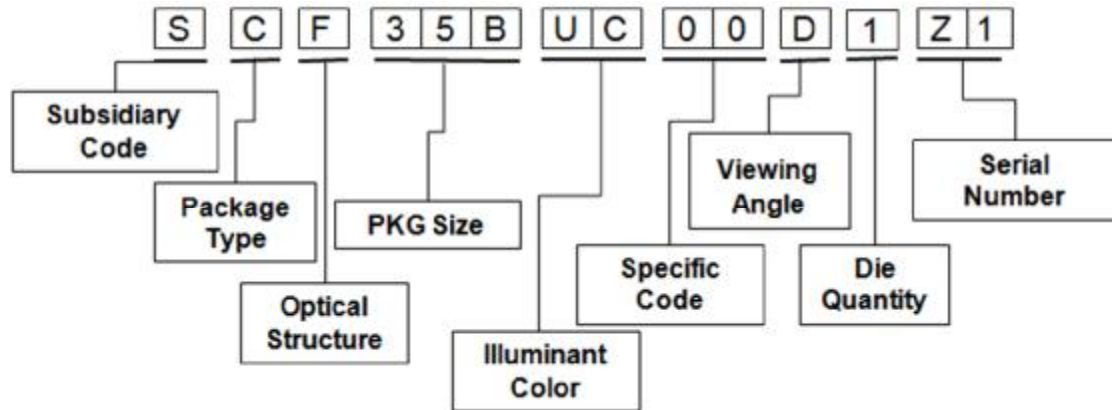 S C F 3 5 B U C 0 0 D 1 Z 1
Subsidiary
Code
Package
Type
Optical
Structure
PKG Size
Illuminant
Color
Specific
Code
Viewing
Angle
Die
Quantity
Serial
Number